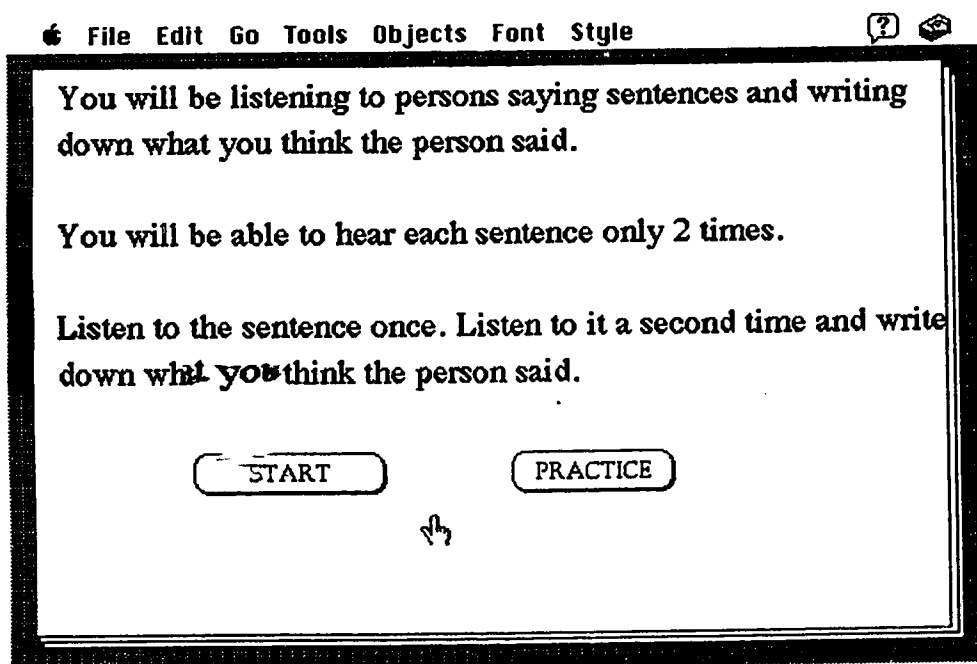 File Edit Go Tools Objects Font Style ?
You will be listening to persons saying sentences and writing
down what you think the person said.
You will be able to hear each sentence only 2 times.
Listen to the sentence once. Listen to it a second time and write
down what you think the person said.
START PRACTICE